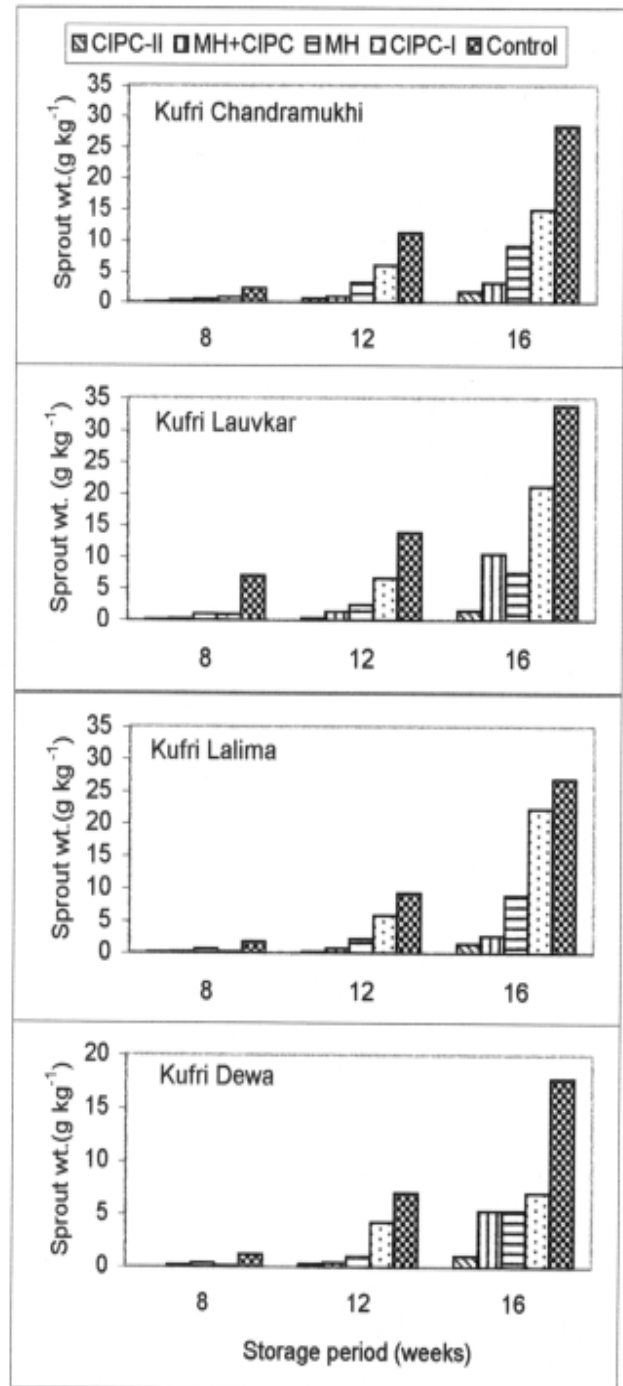 CIPC-II MH+CIPC MH CIPC-I Control
Kufri Chandramukhi
Sprout wt.(g kg-1)
35
30
25
20
15
10
5
0
8 12 16
Kufri Lauvkar
Sprout wt. (g kg-1)
35
30
25
20
15
10
5
0
8 12 16
Kufri Lalima
Sprout wt.(g kg-1)
35
30
25
20
15
10
5
0
8 12 16
Kufri Dewa
Sprout wt.(g kg-1)
20
15
10
5
0
8 12 16
Storage period (weeks)